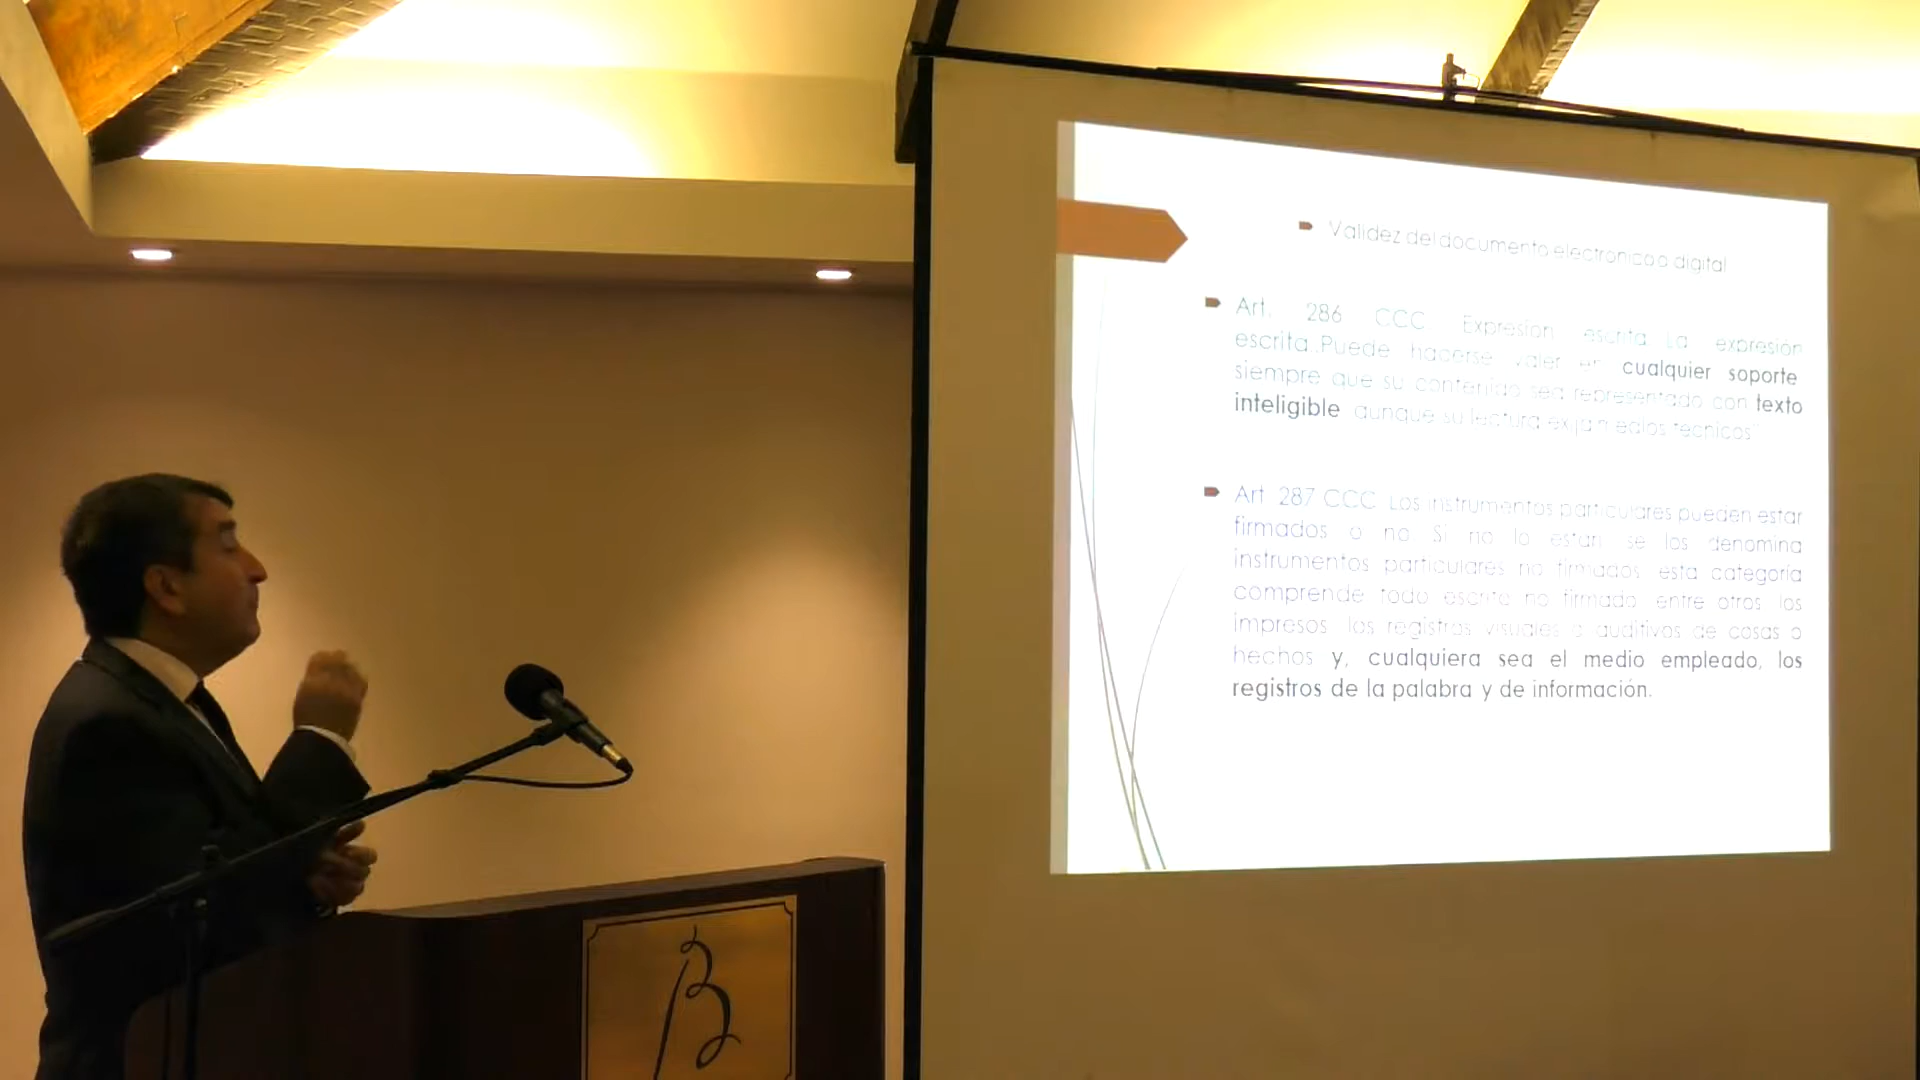 Validez del documento electronico o digital
Art. 286 CCC Expresión escrita La expresión
escrita..Puede hacerse valer en cualquier soporte
siempre que su contenido sea representado con texto
inteligible aunque su lectura exija medios tecnicos"
Art 287 CCC Los instrumentos particulares pueden estar
firmados o no Si no lo están se los denomina
instrumentos particulares no firmados esta categoría
comprende todo escrito no firmado entre otros los
impresos los registros visuales o auditivos de cosas o
hechos y, cualquiera sea el medio empleado, los
registros de la palabra y de información.
B